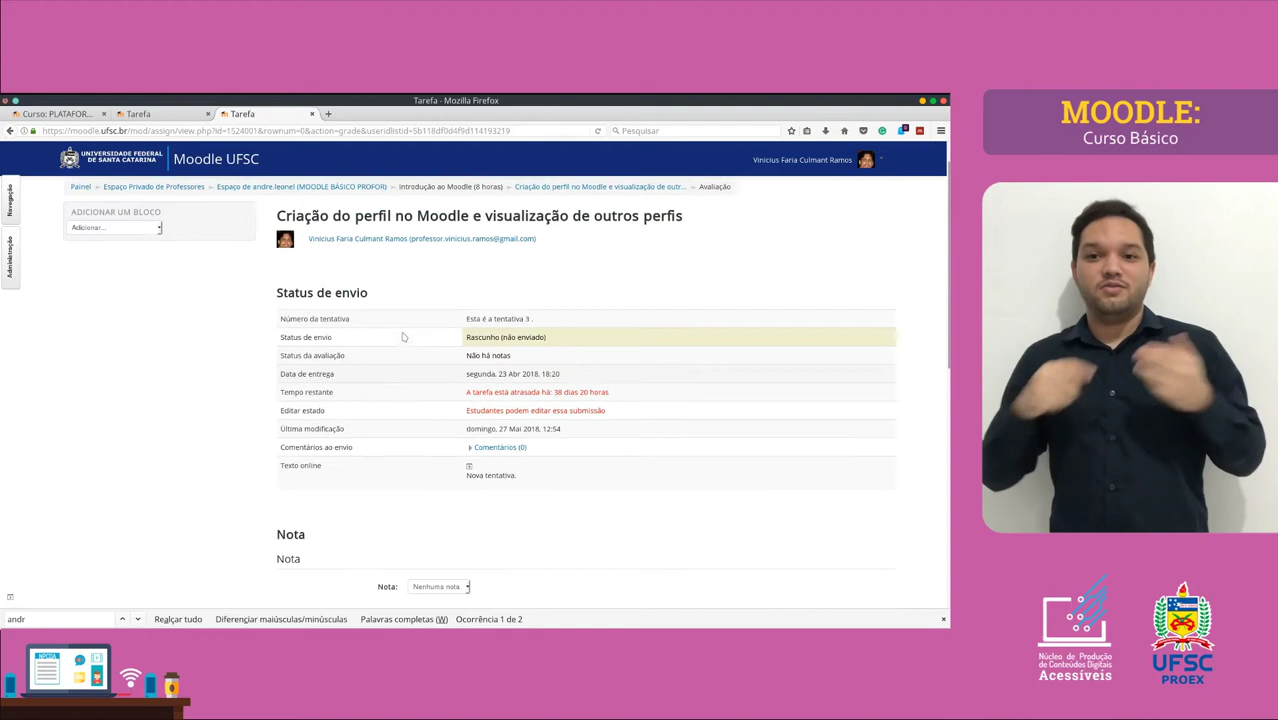 Tarefa - Mozilla Firefox
Curso: PLATAFOR...
Tarefa
Tarefa
https://moodle.ufsc.br/mod/assign/view.php?id=1524001&rownum=0&action=grade&useridlistid=5b118df0d4f9d114193219
Pesquisar
UNIVERSIDADE FEDERAL
DE SANTA CATARINA
Moodle UFSC
Vinicius Faria Culmant Ramos
Painel
Espaço Privado de Professores
Espaço de andre.leonel (MOODLE BÁSICO PROFOR)
Introdução ao Moodle (8 horas)
Criação do perfil no Moodle e visualização de outr...
Avaliação
Navegação
Administração
ADICIONAR UM BLOCO
Adicionar...
Criação do perfil no Moodle e visualização de outros perfis
Vinicius Faria Culmant Ramos (professor.vinicius.ramos@gmail.com)
Status de envio
Número da tentativa Esta é a tentativa 3 .
Status de envio Rascunho (não enviado)
Status da avaliação Não há notas
Data de entrega segunda, 23 Abr 2018, 18:20
Tempo restante A tarefa está atrasada há: 38 dias 20 horas
Editar estado Estudantes podem editar essa submissão
Última modificação domingo, 27 Mai 2018, 12:54
Comentários ao envio Comentários (0)
Texto online
Nova tentativa.
Nota
Nota
Nota: Nenhuma nota
andr
Realçar tudo
Diferenciar maiúsculas/minúsculas
Palavras completas (W)
Ocorrência 1 de 2
MOODLE:
Curso Básico
Núcleo de Produção
de Conteúdos Digitais
Acessíveis
UFSC
PROEX
NPCDA